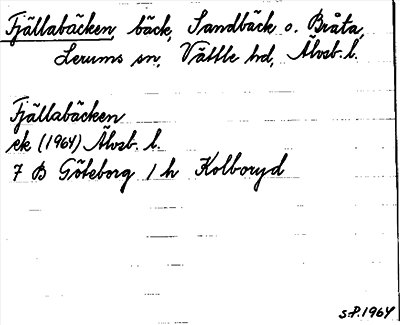 Fjällabäcken, bäck, Sandbäck o. Bråta,
Lerums sn, Vättle hd, Älvsb. l.
Fjällabäcken
ek (1964) Älvsb. l.
7 B Göteborg 1 h Kolboryd
S.P. 1964